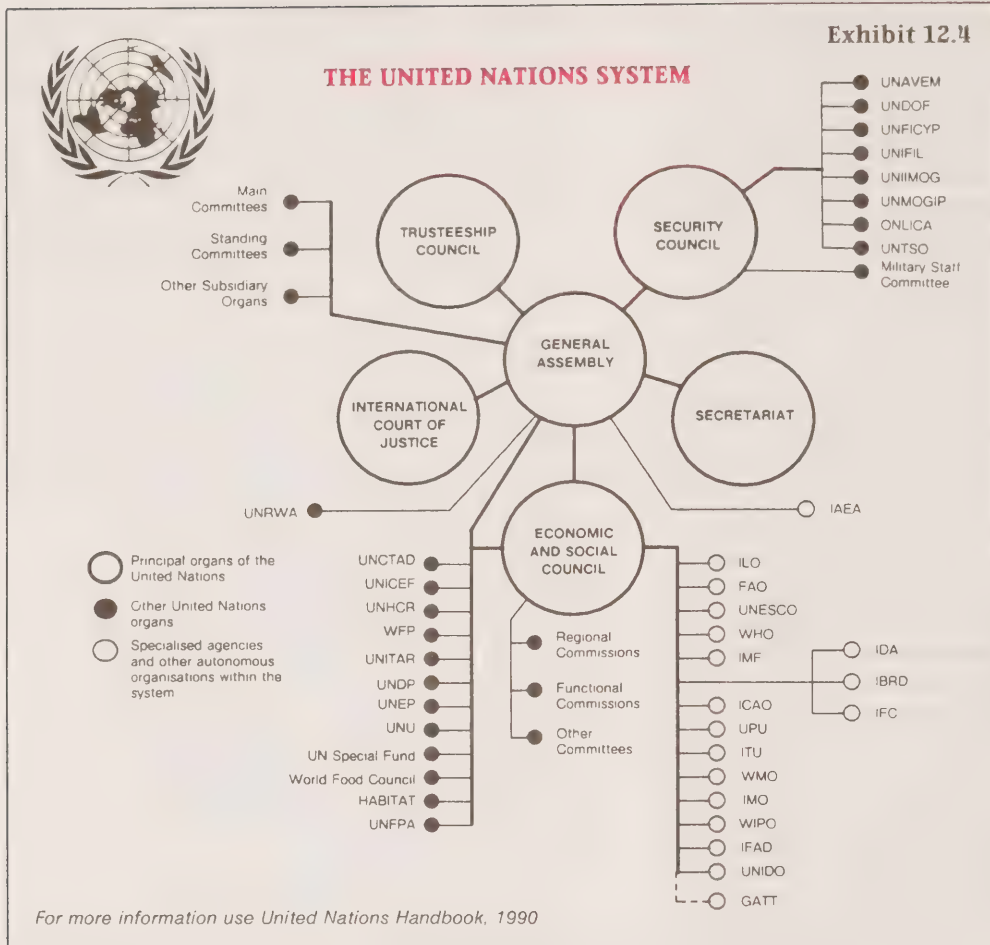 Exhibit 12.4
THE UNITED NATIONS SYSTEM
UNAVEM
UNDOF
UNFICYP
UNIFIL
UNIIMOG
UNMOGIP
ONLICA
UNTSO
Military Staff
Committee
Main
Committees
Standing
Committees
Other Subsidiary
Organs
TRUSTEESHIP
COUNCIL
SECURITY
COUNCIL
GENERAL
ASSEMBLY
INTERNATIONAL
COURT OF
JUSTICE
SECRETARIAT
UNRWA
IAEA
ECONOMIC
AND SOCIAL
COUNCIL
Principal organs of the
United Nations
Other United Nations
organs
Specialised agencies
and other autonomous
organisations within the
system
UNCTAD
UNICEF
UNHCR
WFP
UNITAR
UNDP
UNEP
UNU
UN Special Fund
World Food Council
HABITAT
UNFPA
Regional
Commissions
Functional
Commissions
Other
Committees
ILO
FAO
UNESCO
WHO
IMF
IDA
IBRD
IFC
ICAO
UPU
ITU
WMO
IMO
WIPO
IFAD
UNIDO
GATT
For more information use United Nations Handbook, 1990